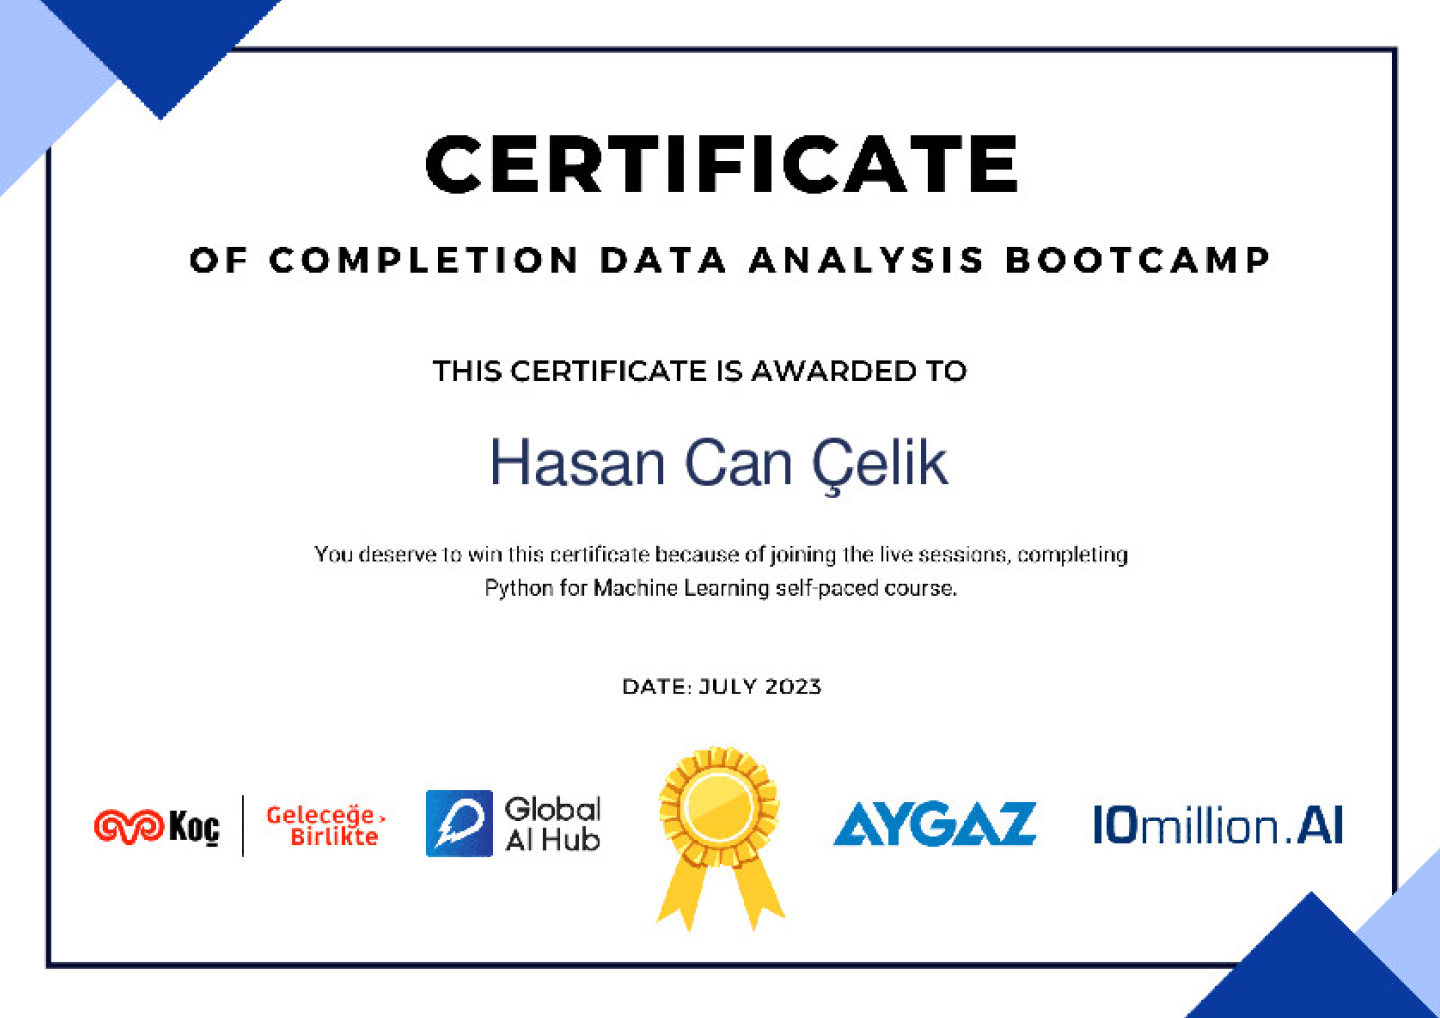 CERTIFICATE
OF COMPLETION DATA ANALYSIS BOOTCAMP
THIS CERTIFICATE IS AWARDED TO
Hasan Can Çelik
You deserve to win this certificate because of joining the live sessions, completing
Python for Machine Learning self-paced course.
DATE: JULY 2023
Koç
Geleceğe
Birlikte
Global
AI Hub
AYGAZ
10million.AI